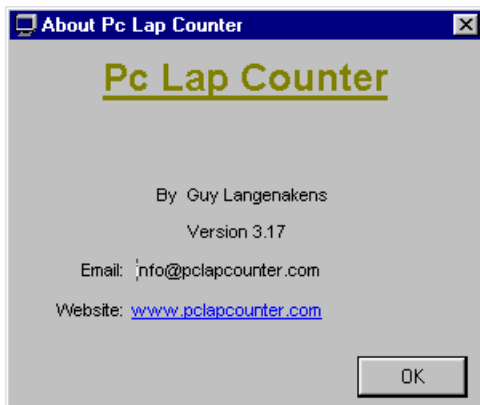 About Pc Lap Counter
Pc Lap Counter
By Guy Langenakens
Version 3.17
Email: info@pclapcounter.com
Website: www.pclapcounter.com
OK